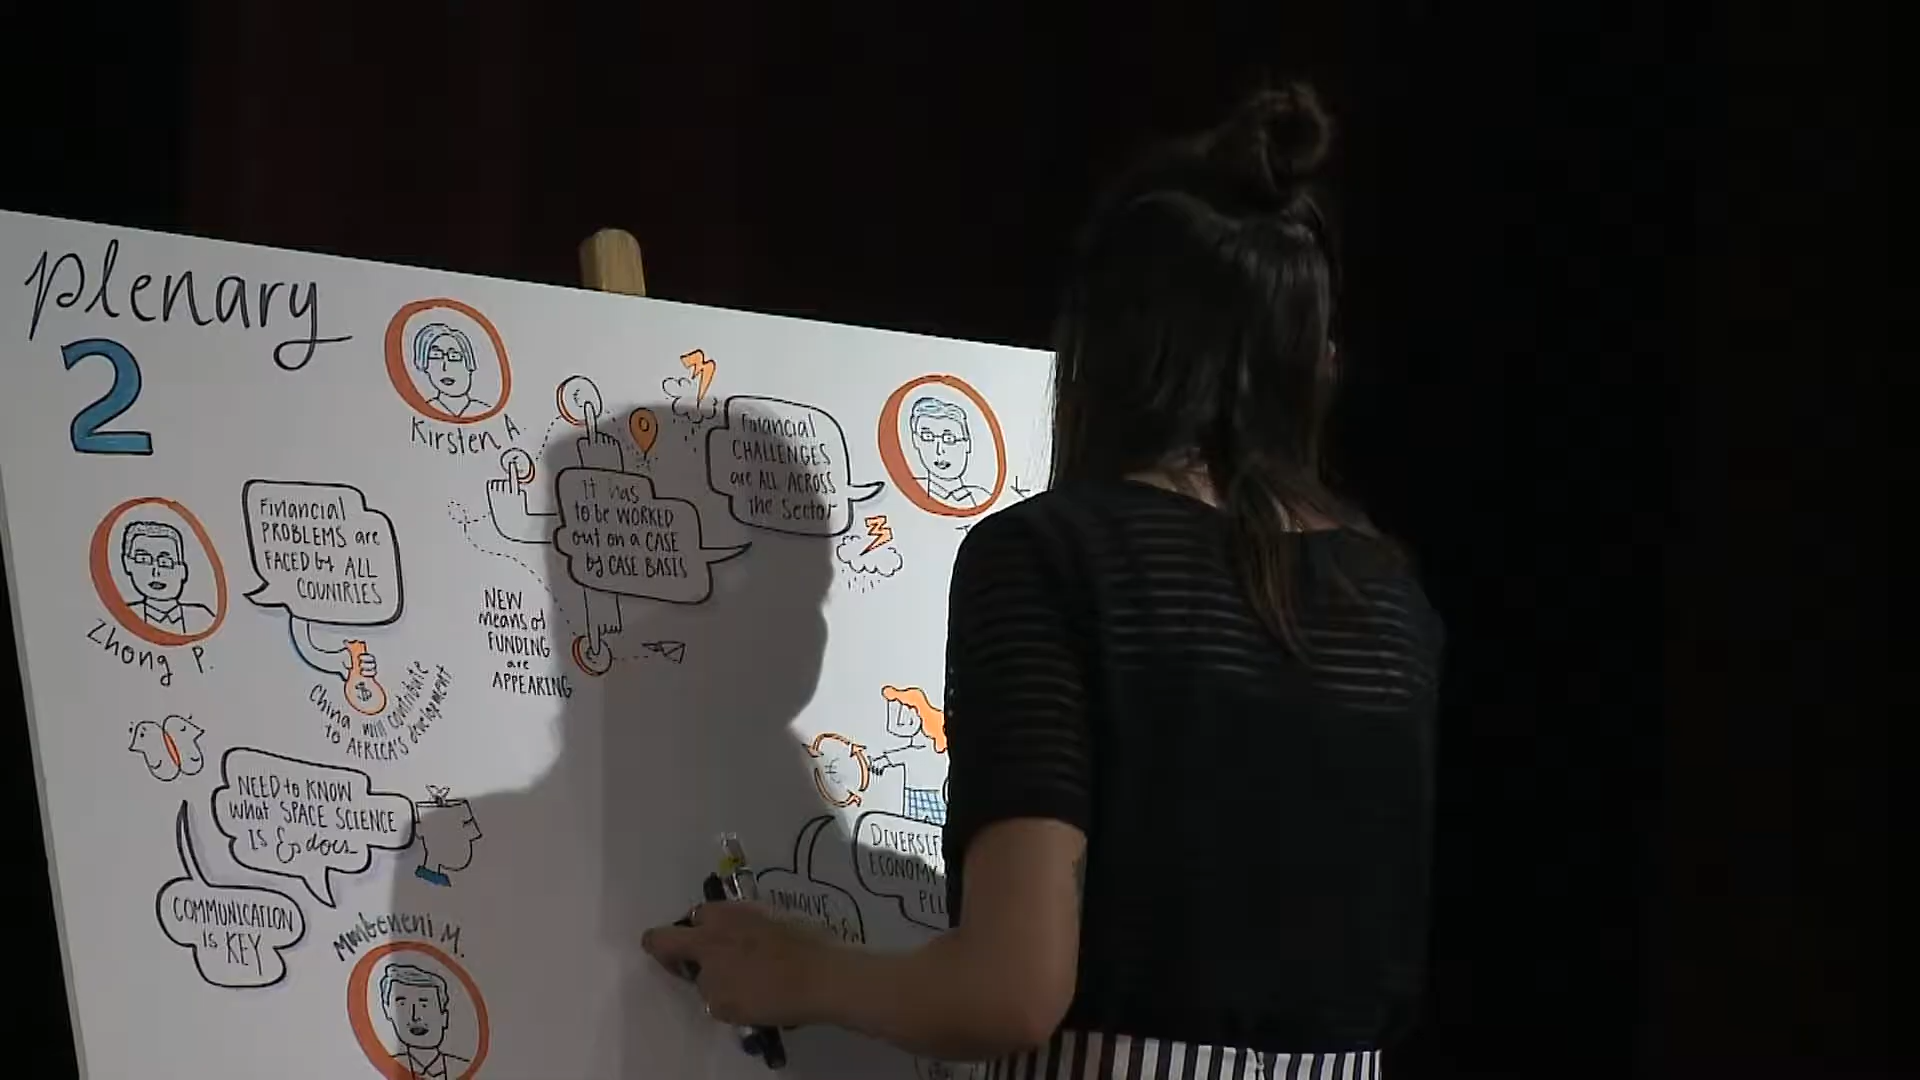 plenary
2
Kirsten A
Financial
CHALLENGES
are ALL ACROSS
the Sector
It has
to be WORKED
out on a CASE
by CASE BASIS
Financial
PROBLEMS are
FACED by ALL
COUNTRIES
Zhong P.
NEW
Means of
FUNDING
are
APPEARING
$
China will contribute
to AFRICA'S development
NEED to KNOW
what SPACE SCIENCE
IS & does
COMMUNICATION
is KEY
€
INVOLVE
ECONOMY
Mmboneni M.